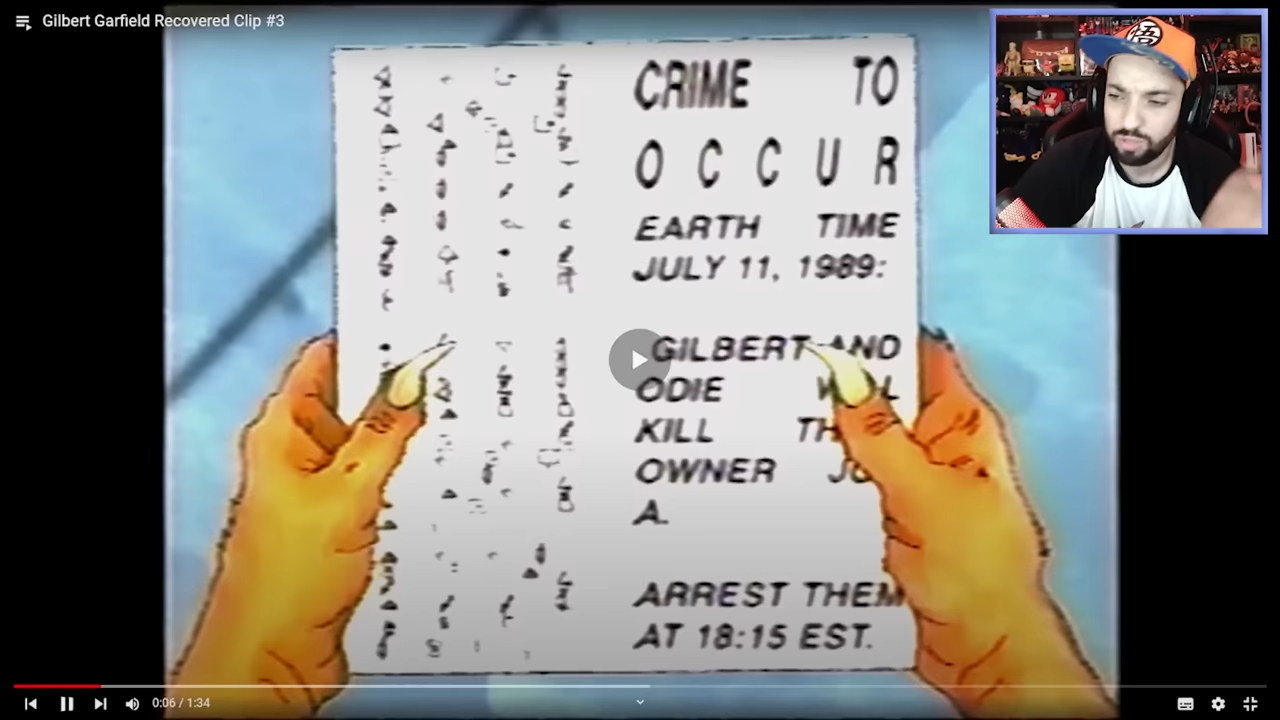 Gilbert Garfield Recovered Clip #3
CRIME TO
OCCUR
EARTH TIME
JULY 11, 1989:
GILBERT AND
ODIE
KILL
OWNER
A.
ARREST THEM
AT 18:15 EST.
0:06 / 1:34